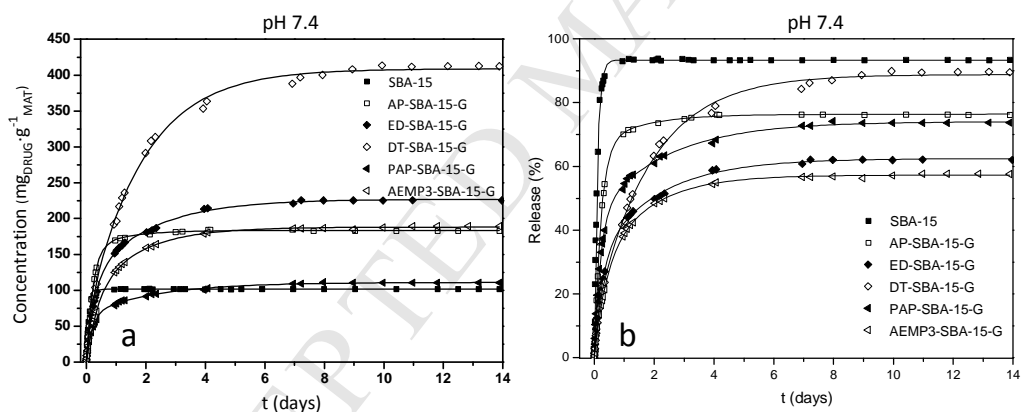 pH 7.4
Concentration (mg_DRUG·g⁻¹_MAT)
450
400
350
300
250
200
150
100
50
0
SBA-15
AP-SBA-15-G
ED-SBA-15-G
DT-SBA-15-G
PAP-SBA-15-G
AEMP3-SBA-15-G
a
0 2 4 6 8 10 12 14
t (days)
pH 7.4
Release (%)
100
80
60
40
20
0
SBA-15
AP-SBA-15-G
ED-SBA-15-G
DT-SBA-15-G
PAP-SBA-15-G
AEMP3-SBA-15-G
b
0 2 4 6 8 10 12 14
t (days)
EPTED MA